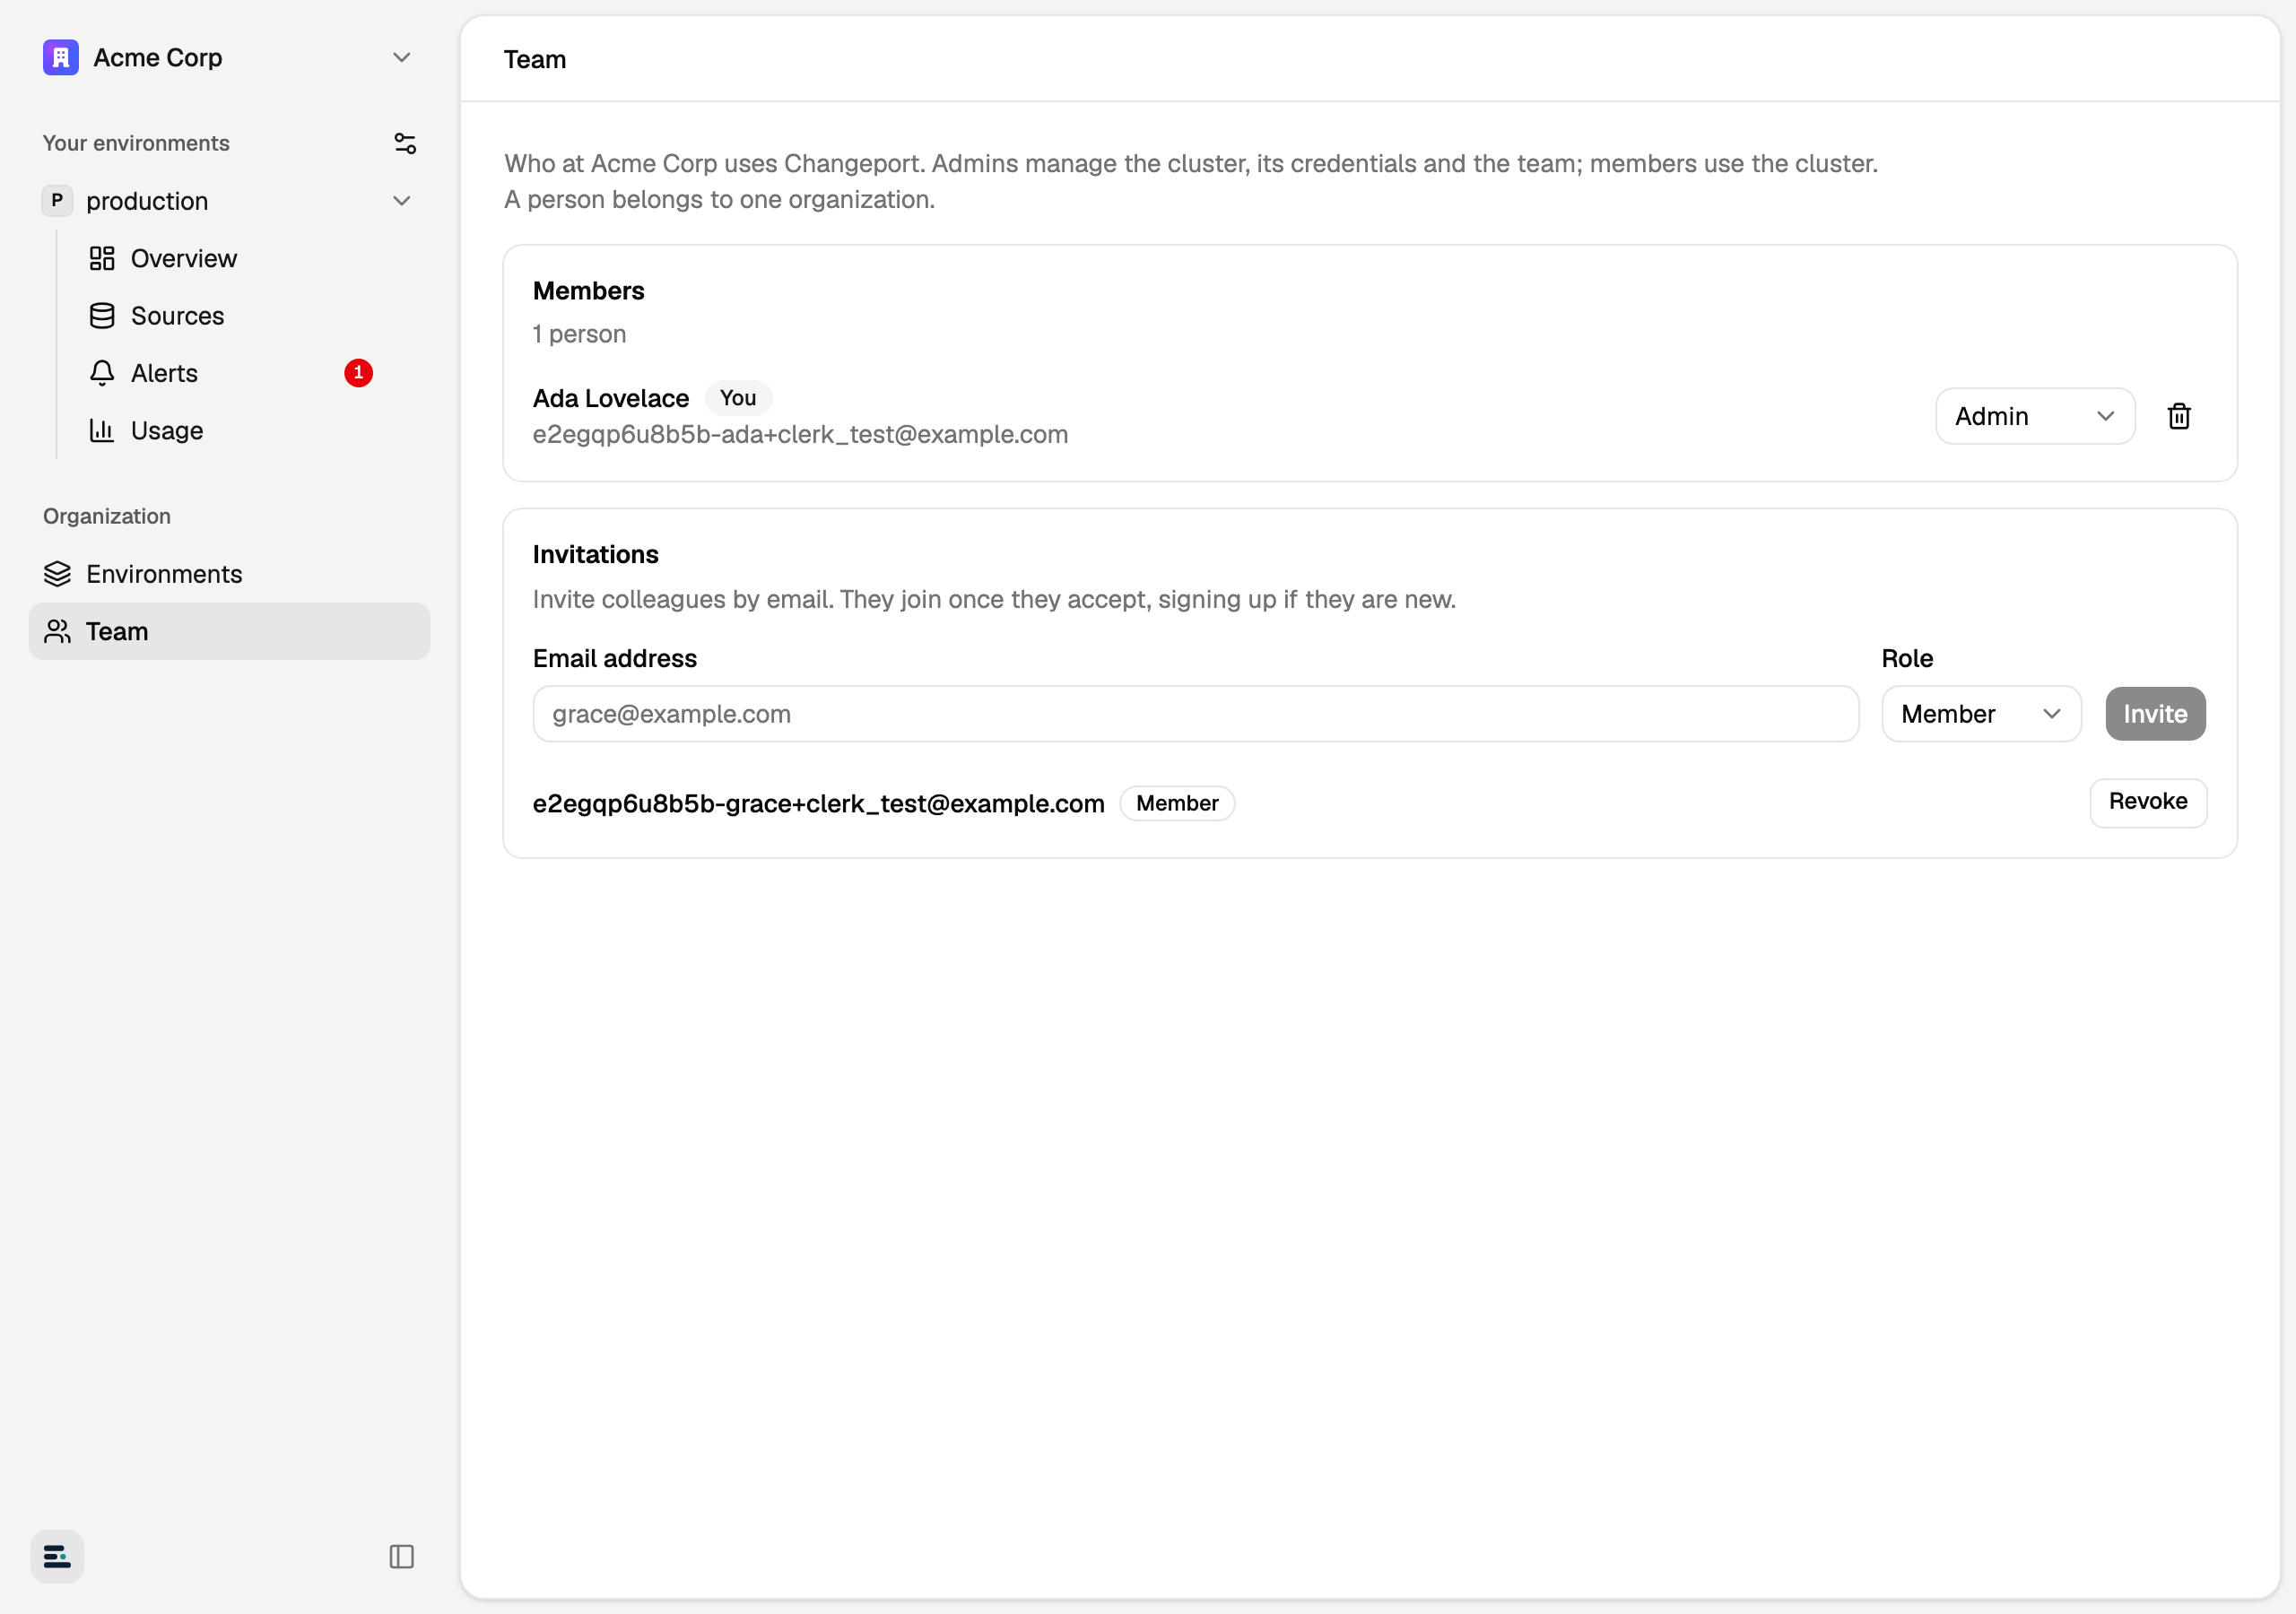 Acme Corp
Your environments
P production
Overview
Sources
Alerts 1
Usage
Organization
Environments
Team
Team
Who at Acme Corp uses Changeport. Admins manage the cluster, its credentials and the team; members use the cluster.
A person belongs to one organization.
Members
1 person
Ada Lovelace You
e2egqp6u8b5b-ada+clerk_test@example.com
Admin
Invitations
Invite colleagues by email. They join once they accept, signing up if they are new.
Email address Role
grace@example.com Member Invite
e2egqp6u8b5b-grace+clerk_test@example.com Member Revoke